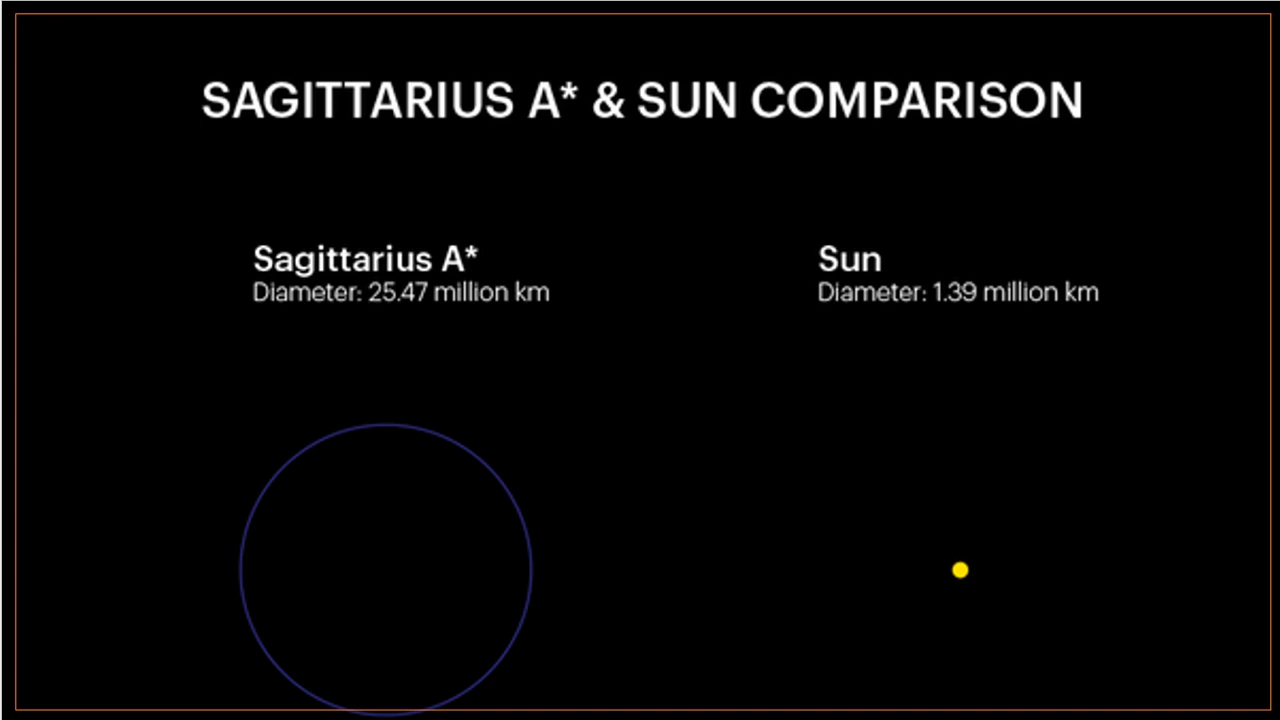 SAGITTARIUS A* & SUN COMPARISON
Sagittarius A*
Diameter: 25.47 million km
Sun
Diameter: 1.39 million km